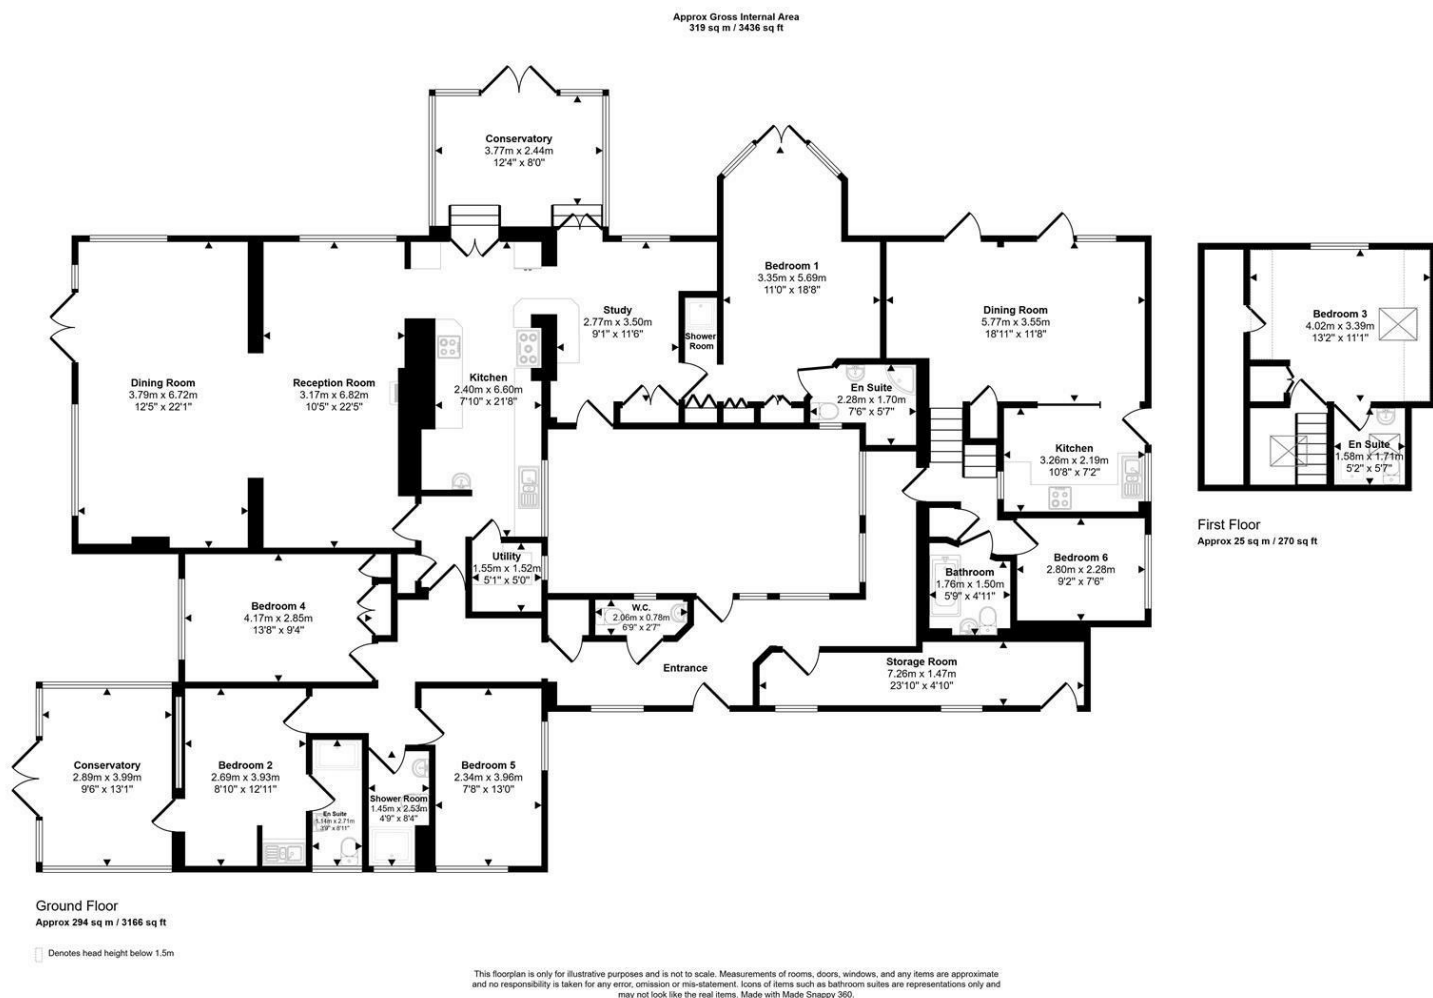 Approx Gross Internal Area
319 sq m / 3436 sq ft
Conservatory
3.77m x 2.44m
12'4" x 8'0"
Bedroom 1
3.35m x 5.69m
11'0" x 18'8"
Dining Room
5.77m x 3.55m
18'11" x 11'8"
Bedroom 3
4.02m x 3.39m
13'2" x 11'1"
Study
2.77m x 3.50m
9'1" x 11'6"
Shower
Room
Dining Room
3.79m x 6.72m
12'5" x 22'1"
Reception Room
3.17m x 6.82m
10'5" x 22'5"
Kitchen
2.40m x 6.60m
7'10" x 21'8"
En Suite
2.28m x 1.70m
7'6" x 5'7"
Kitchen
3.26m x 2.19m
10'8" x 7'2"
En Suite
1.58m x 1.71m
5'2" x 5'7"
First Floor
Approx 25 sq m / 270 sq ft
Utility
1.55m x 1.52m
5'1" x 5'0"
Bathroom
1.76m x 1.50m
5'9" x 4'11"
Bedroom 6
2.80m x 2.28m
9'2" x 7'6"
Bedroom 4
4.17m x 2.85m
13'8" x 9'4"
W.C.
2.06m x 0.78m
6'9" x 2'7"
Entrance
Storage Room
7.26m x 1.47m
23'10" x 4'10"
Conservatory
2.89m x 3.99m
9'6" x 13'1"
Bedroom 2
2.69m x 3.93m
8'10" x 12'11"
En Suite
1.14m x 2.71m
3'9" x 8'11"
Shower Room
1.45m x 2.53m
4'9" x 8'4"
Bedroom 5
2.34m x 3.96m
7'8" x 13'0"
Ground Floor
Approx 294 sq m / 3166 sq ft
Denotes head height below 1.5m
This floorplan is only for illustrative purposes and is not to scale. Measurements of rooms, doors, windows, and any items are approximate
and no responsibility is taken for any error, omission or mis-statement. Icons of items such as bathroom suites are representations only and
may not look like the real items. Made with Made Snappy 360.